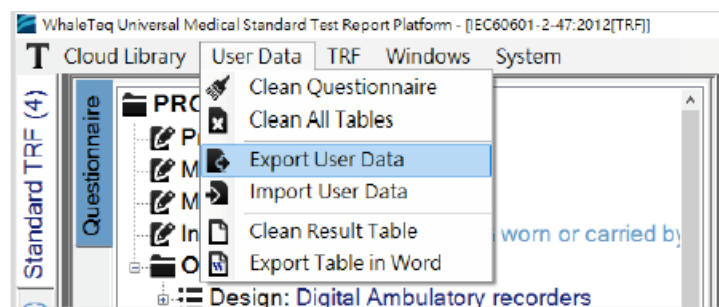 WhaleTeq Universal Medical Standard Test Report Platform - [IEC60601-2-47:2012[TRF]]
T Cloud Library User Data TRF Windows System
Standard TRF (4)
Questionnaire
Clean Questionnaire
Clean All Tables
Export User Data
Import User Data
Clean Result Table
worn or carried by
Export Table in Word
Design: Digital Ambulatory recorders